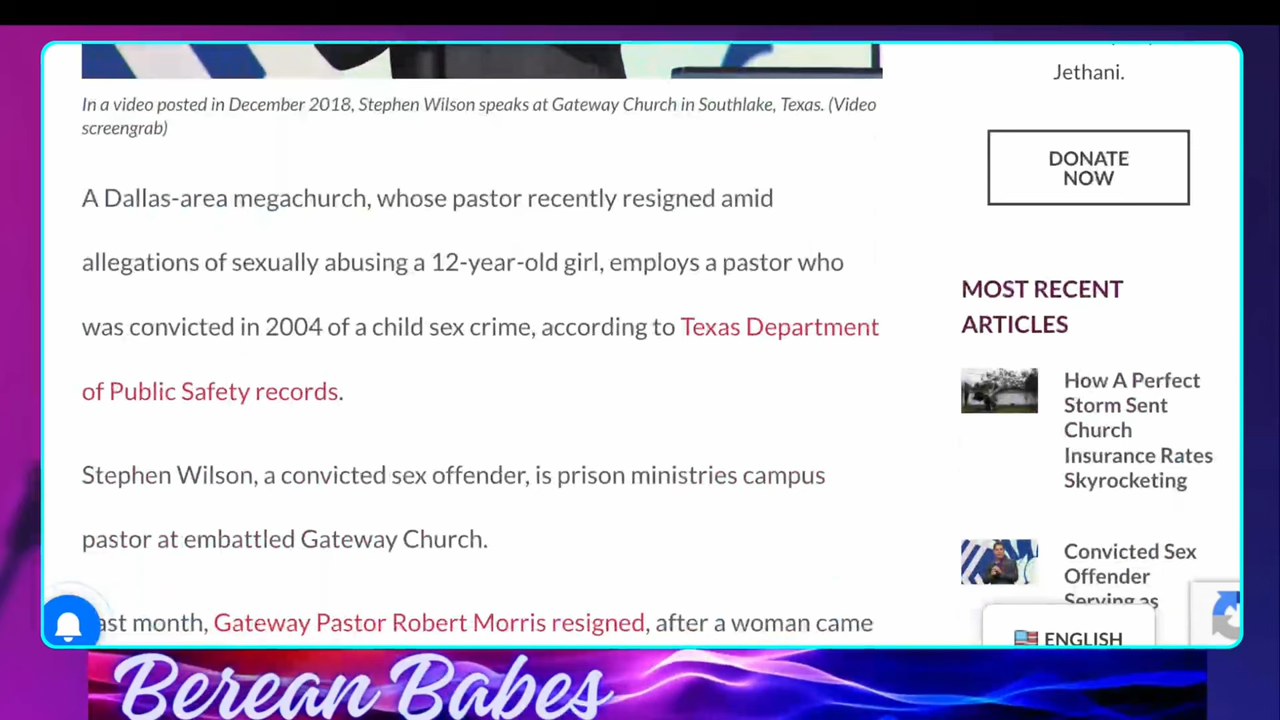 In a video posted in December 2018, Stephen Wilson speaks at Gateway Church in Southlake, Texas. (Video
screengrab)
A Dallas-area megachurch, whose pastor recently resigned amid
allegations of sexually abusing a 12-year-old girl, employs a pastor who
was convicted in 2004 of a child sex crime, according to Texas Department
of Public Safety records.
Stephen Wilson, a convicted sex offender, is prison ministries campus
pastor at embattled Gateway Church.
ast month, Gateway Pastor Robert Morris resigned, after a woman came
Jethani.
DONATE
NOW
MOST RECENT
ARTICLES
How A Perfect
Storm Sent
Church
Insurance Rates
Skyrocketing
Convicted Sex
Offender
Serving as
ENGLISH
Berean Babes